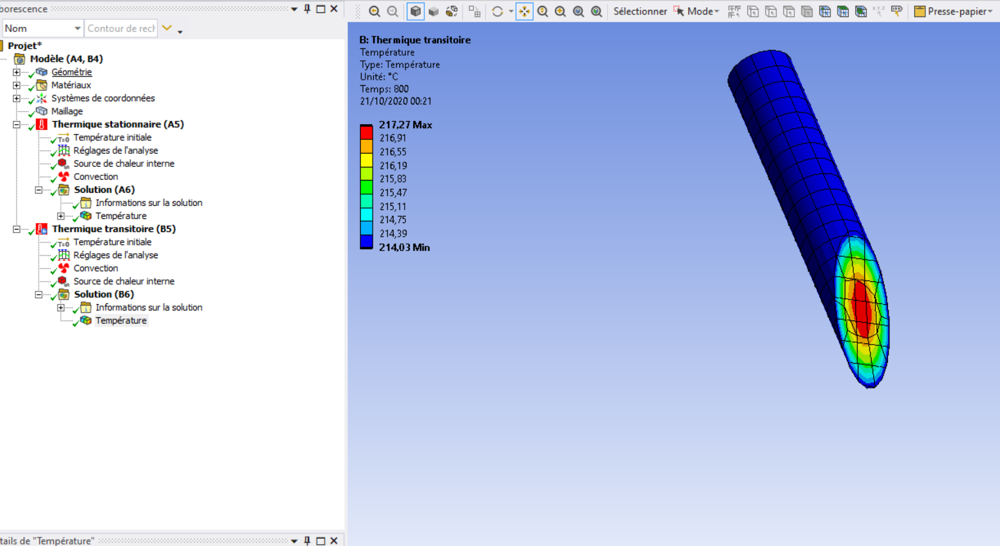 borescence
Nom
Contour de rech
Projet*
Modèle (A4, B4)
Géométrie
Matériaux
Systèmes de coordonnées
Maillage
Thermique stationnaire (A5)
T=0 Température initiale
Réglages de l'analyse
Source de chaleur interne
Convection
Solution (A6)
Informations sur la solution
Température
Thermique transitoire (B5)
T=0 Température initiale
Réglages de l'analyse
Convection
Source de chaleur interne
Solution (B6)
Informations sur la solution
Température
tails de "Température"
Sélectionner Mode X,Y,Z Presse-papier
B: Thermique transitoire
Température
Type: Température
Unité: °C
Temps: 800
21/10/2020 00:21
217,27 Max
216,91
216,55
216,19
215,83
215,47
215,11
214,75
214,39
214,03 Min